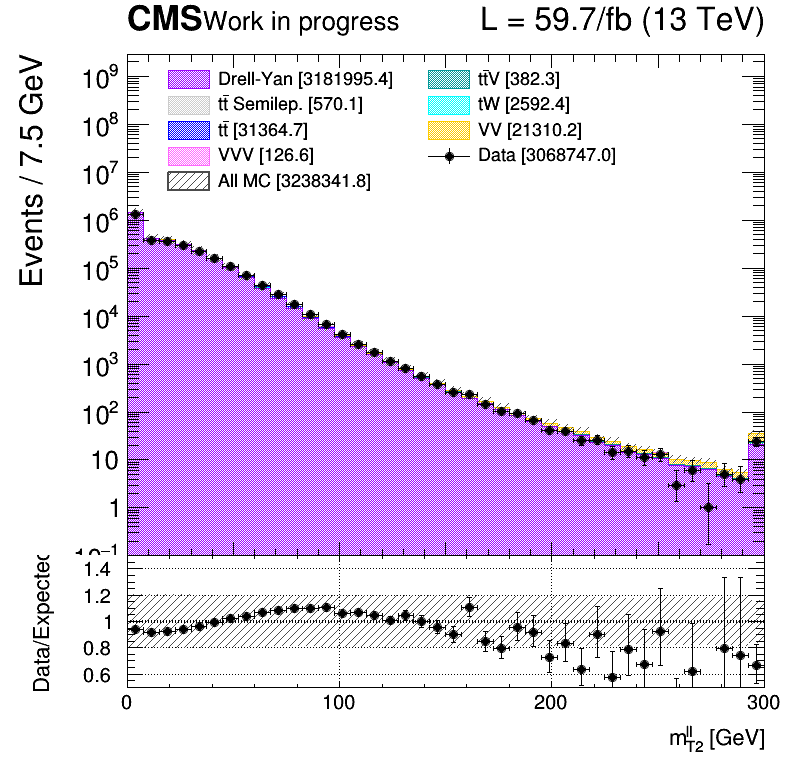 CMS Work in progress L = 59.7/fb (13 TeV)
Events / 7.5 GeV
Drell-Yan [3181995.4]
tt̄ Semilep. [570.1]
tt̄ [31364.7]
VVV [126.6]
All MC [3238341.8]
tt̄V [382.3]
tW [2592.4]
VV [21310.2]
Data [3068747.0]
10⁹
10⁸
10⁷
10⁶
10⁵
10⁴
10³
10²
10
1
10⁻¹
Data/Expected
1.4
1.2
1
0.8
0.6
0 100 200 300
m_T2^ll [GeV]